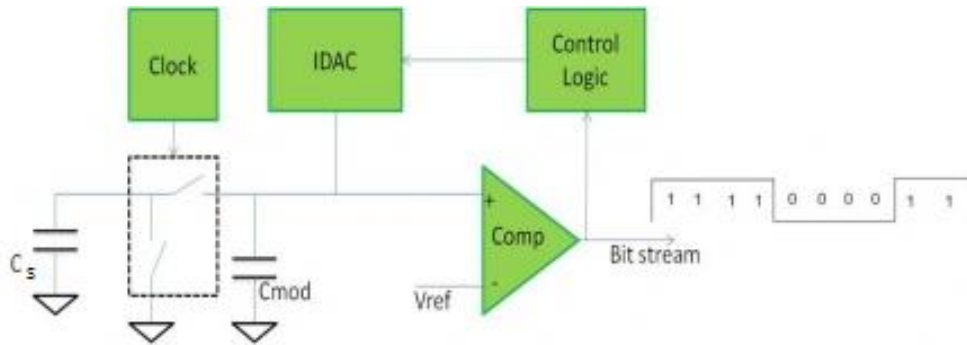 Clock
IDAC
Control
Logic
Cs
Cmod
+
-
Comp
Vref
Bit stream
1 1 1 1 0 0 0 0 1 1